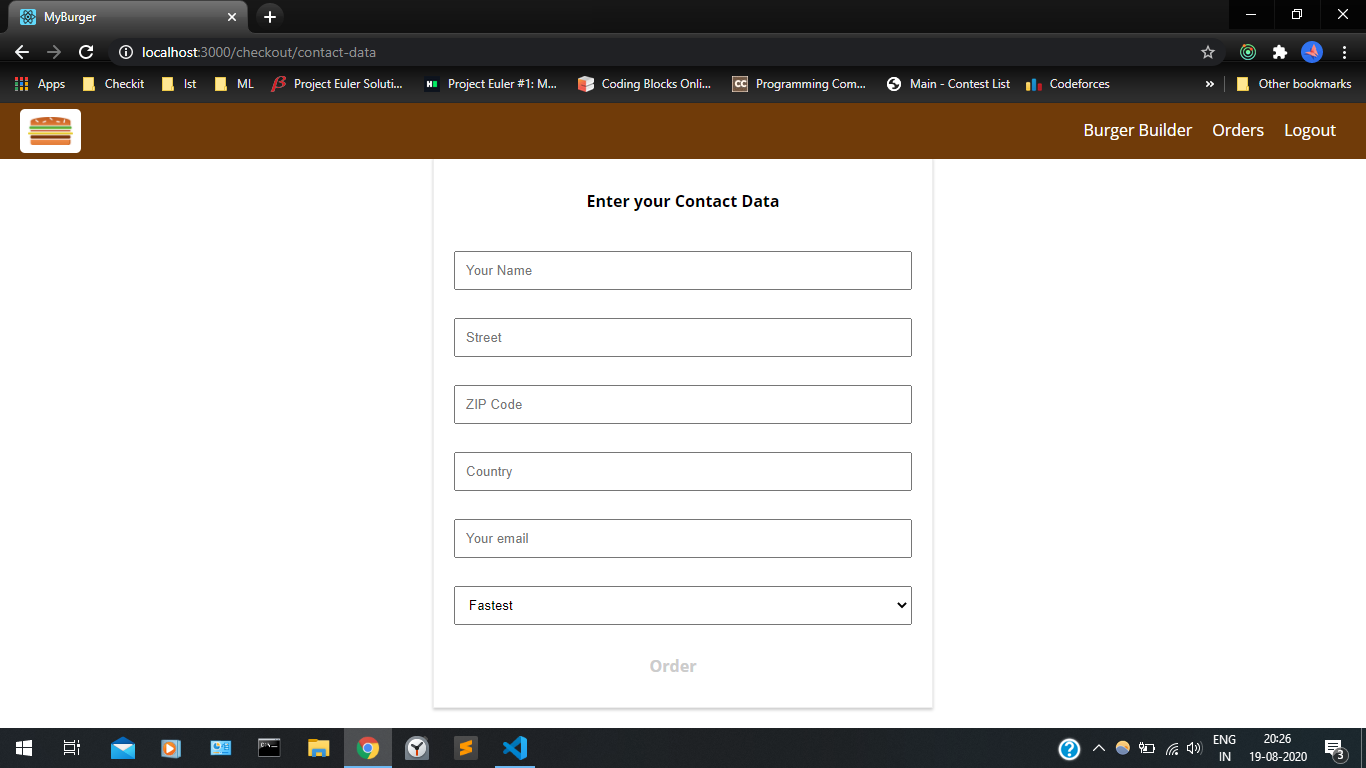 MyBurger
localhost:3000/checkout/contact-data
Apps Checkit Ist ML Project Euler Soluti... Project Euler #1: M... Coding Blocks Onli... CC Programming Com... Main - Contest List Codeforces » Other bookmarks
Burger Builder Orders Logout
Enter your Contact Data
Your Name
Street
ZIP Code
Country
Your email
Fastest
Order
ENG 20:26
IN 19-08-2020 3